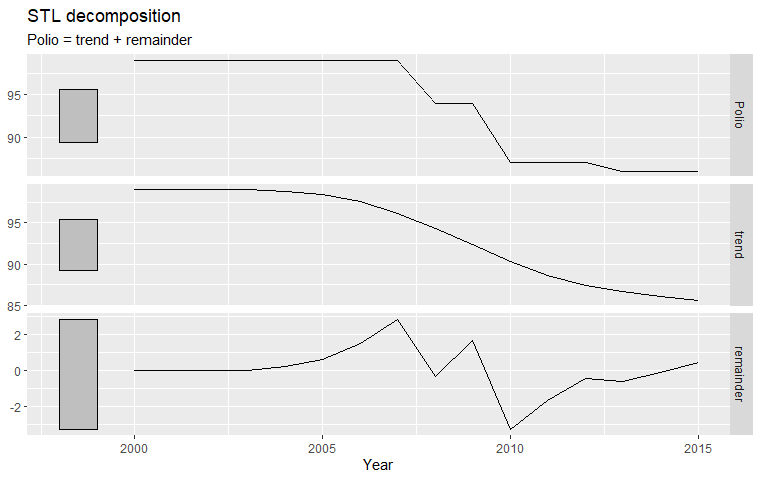 STL decomposition
Polio = trend + remainder
95
90
Polio
95
90
85
trend
2
0
-2
remainder
2000 2005 2010 2015
Year